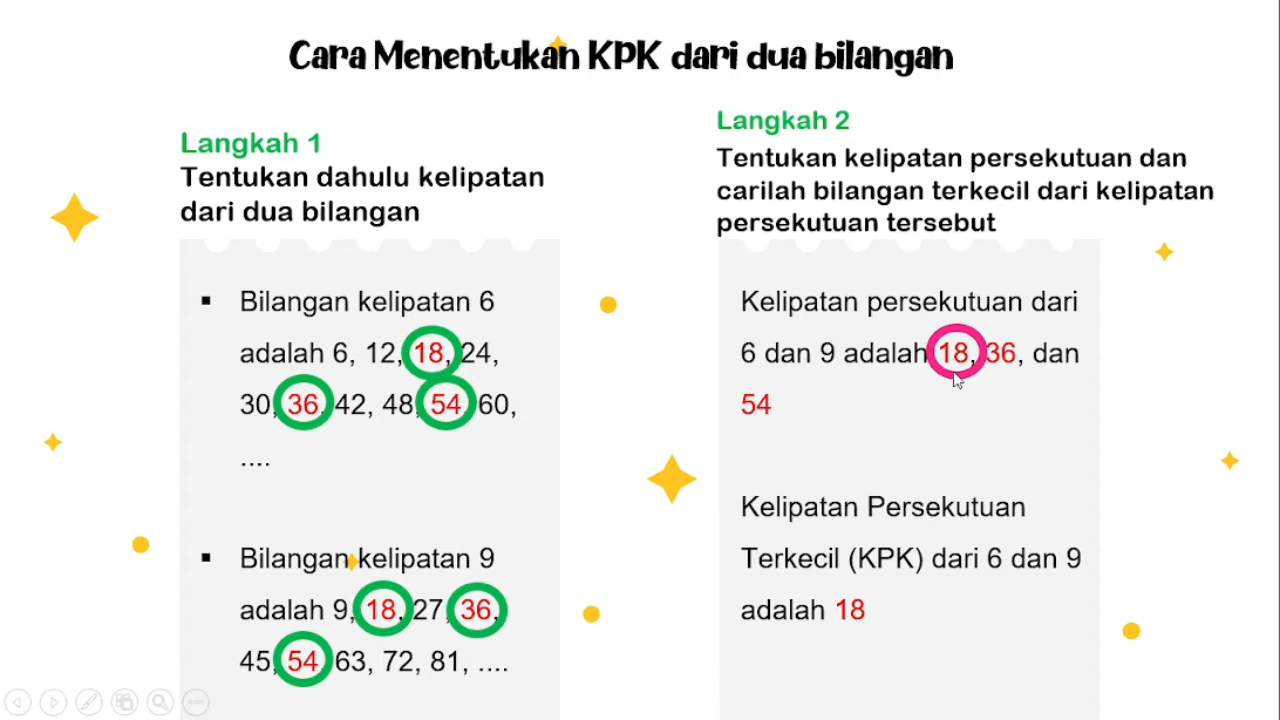 Cara Menentukan KPK dari dua bilangan
Langkah 1
Tentukan dahulu kelipatan
dari dua bilangan
▪ Bilangan kelipatan 6
adalah 6, 12, 18, 24,
30, 36, 42, 48, 54, 60,
....
▪ Bilangan kelipatan 9
adalah 9, 18, 27, 36,
45, 54, 63, 72, 81, ....
Langkah 2
Tentukan kelipatan persekutuan dan
carilah bilangan terkecil dari kelipatan
persekutuan tersebut
Kelipatan persekutuan dari
6 dan 9 adalah 18, 36, dan
54
Kelipatan Persekutuan
Terkecil (KPK) dari 6 dan 9
adalah 18